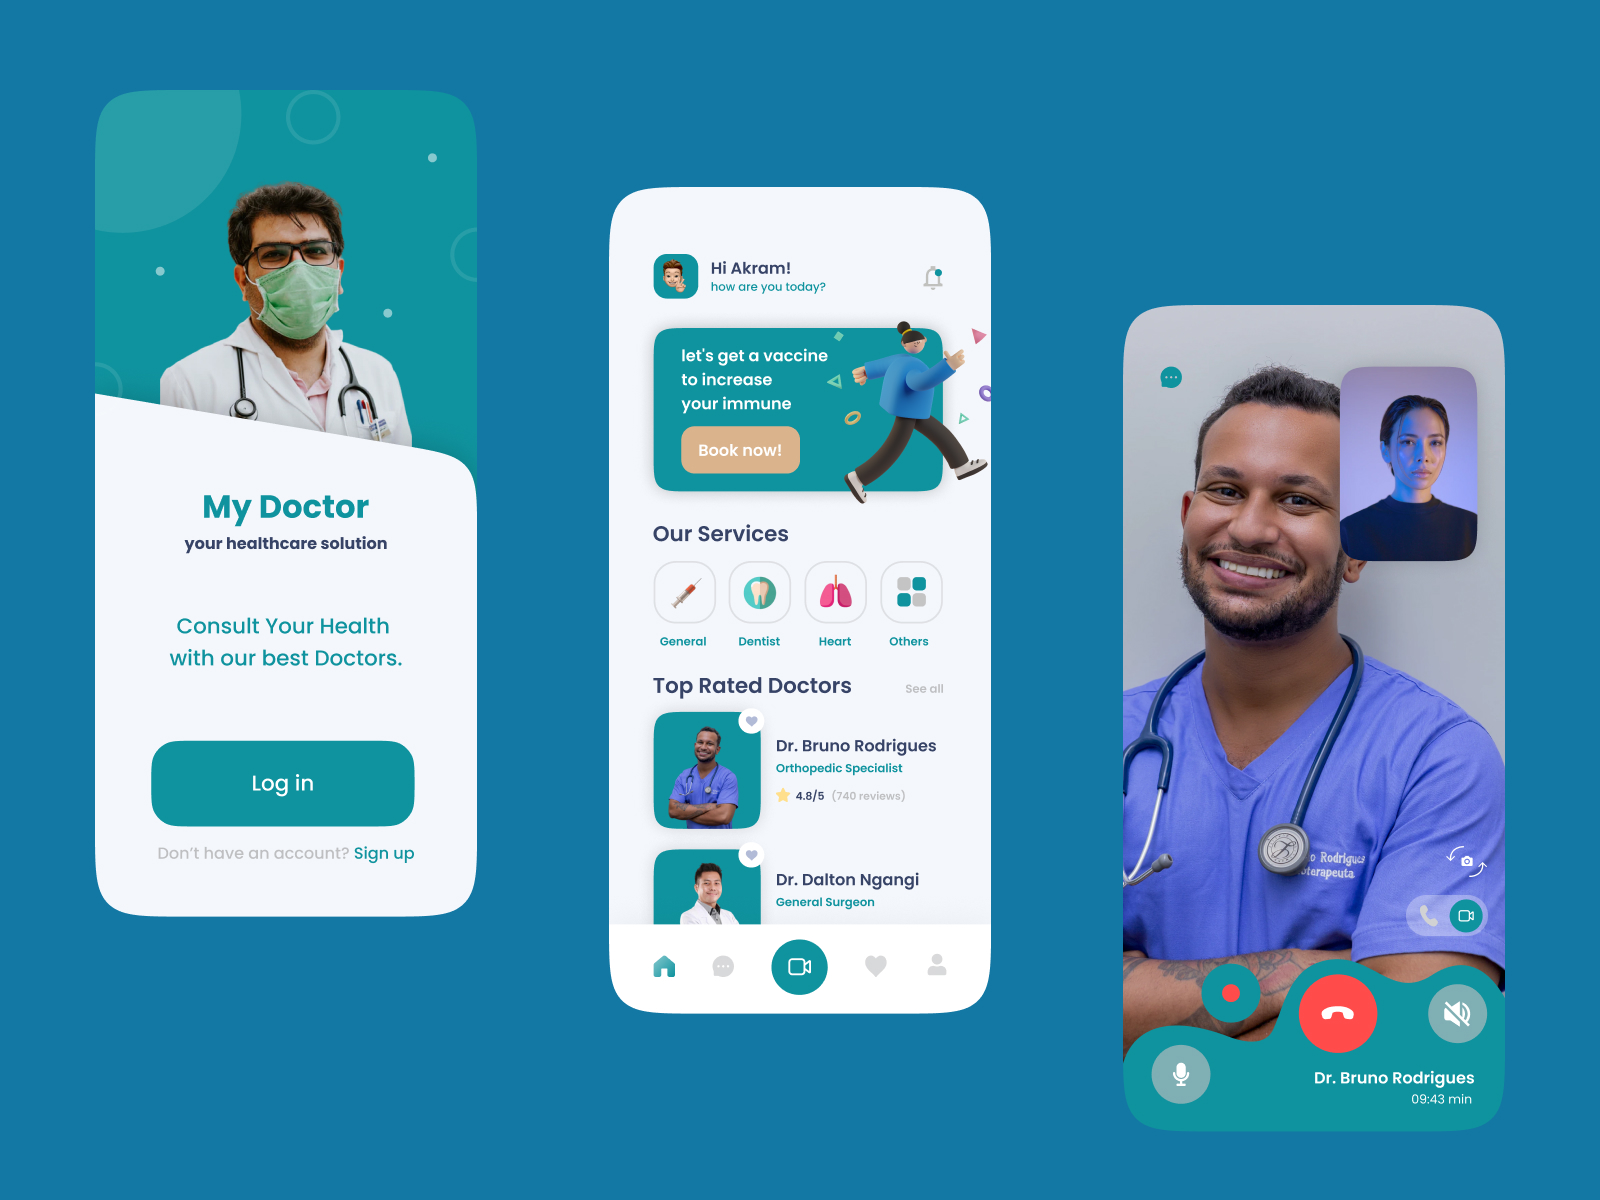 My Doctor
your healthcare solution
Consult Your Health
with our best Doctors.
Log in
Don't have an account? Sign up
Hi Akram!
how are you today?
let's get a vaccine
to increase
your immune
Book now!
Our Services
General
Dentist
Heart
Others
Top Rated Doctors
See all
Dr. Bruno Rodrigues
Orthopedic Specialist
4.8/5 (740 reviews)
Dr. Dalton Ngangi
General Surgeon
o Rodrigues
oterapeuta
Dr. Bruno Rodrigues
09:43 min